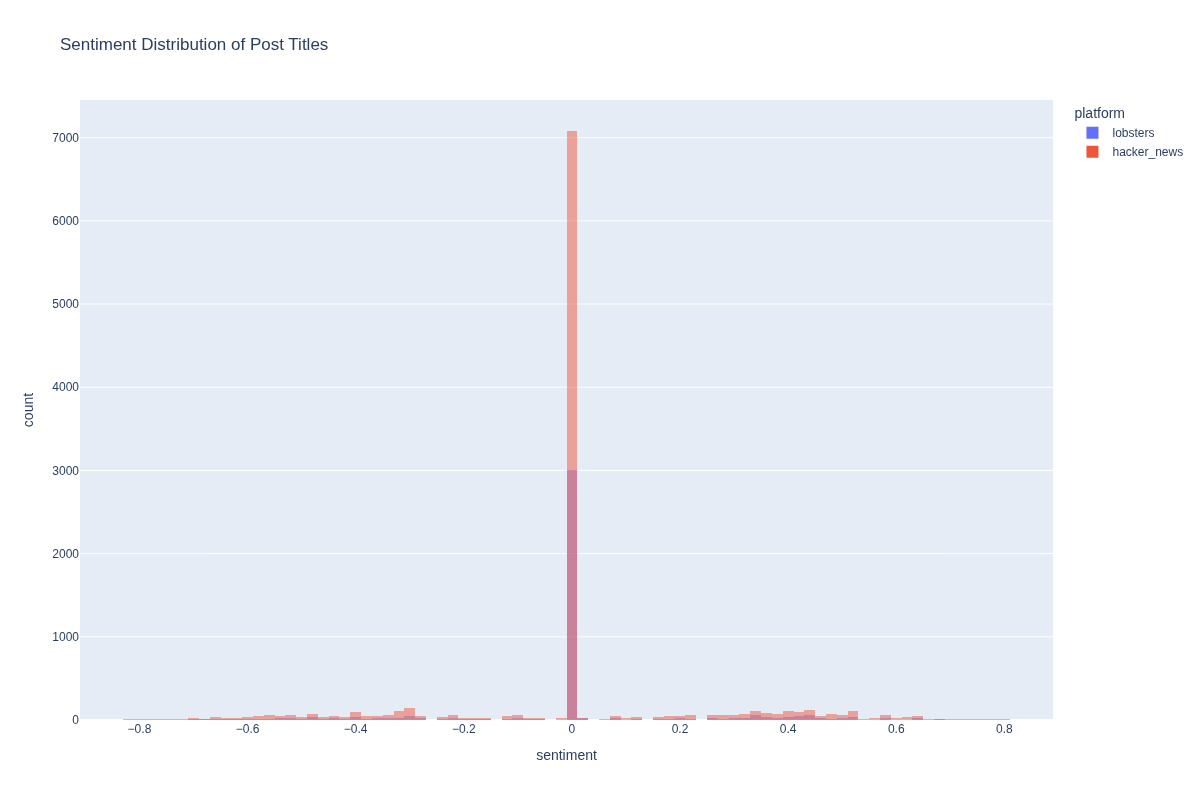 Sentiment Distribution of Post Titles
platform
lobsters
hacker_news
7000
6000
5000
4000
3000
2000
1000
0
count
−0.8
−0.6
−0.4
−0.2
0
0.2
0.4
0.6
0.8
sentiment